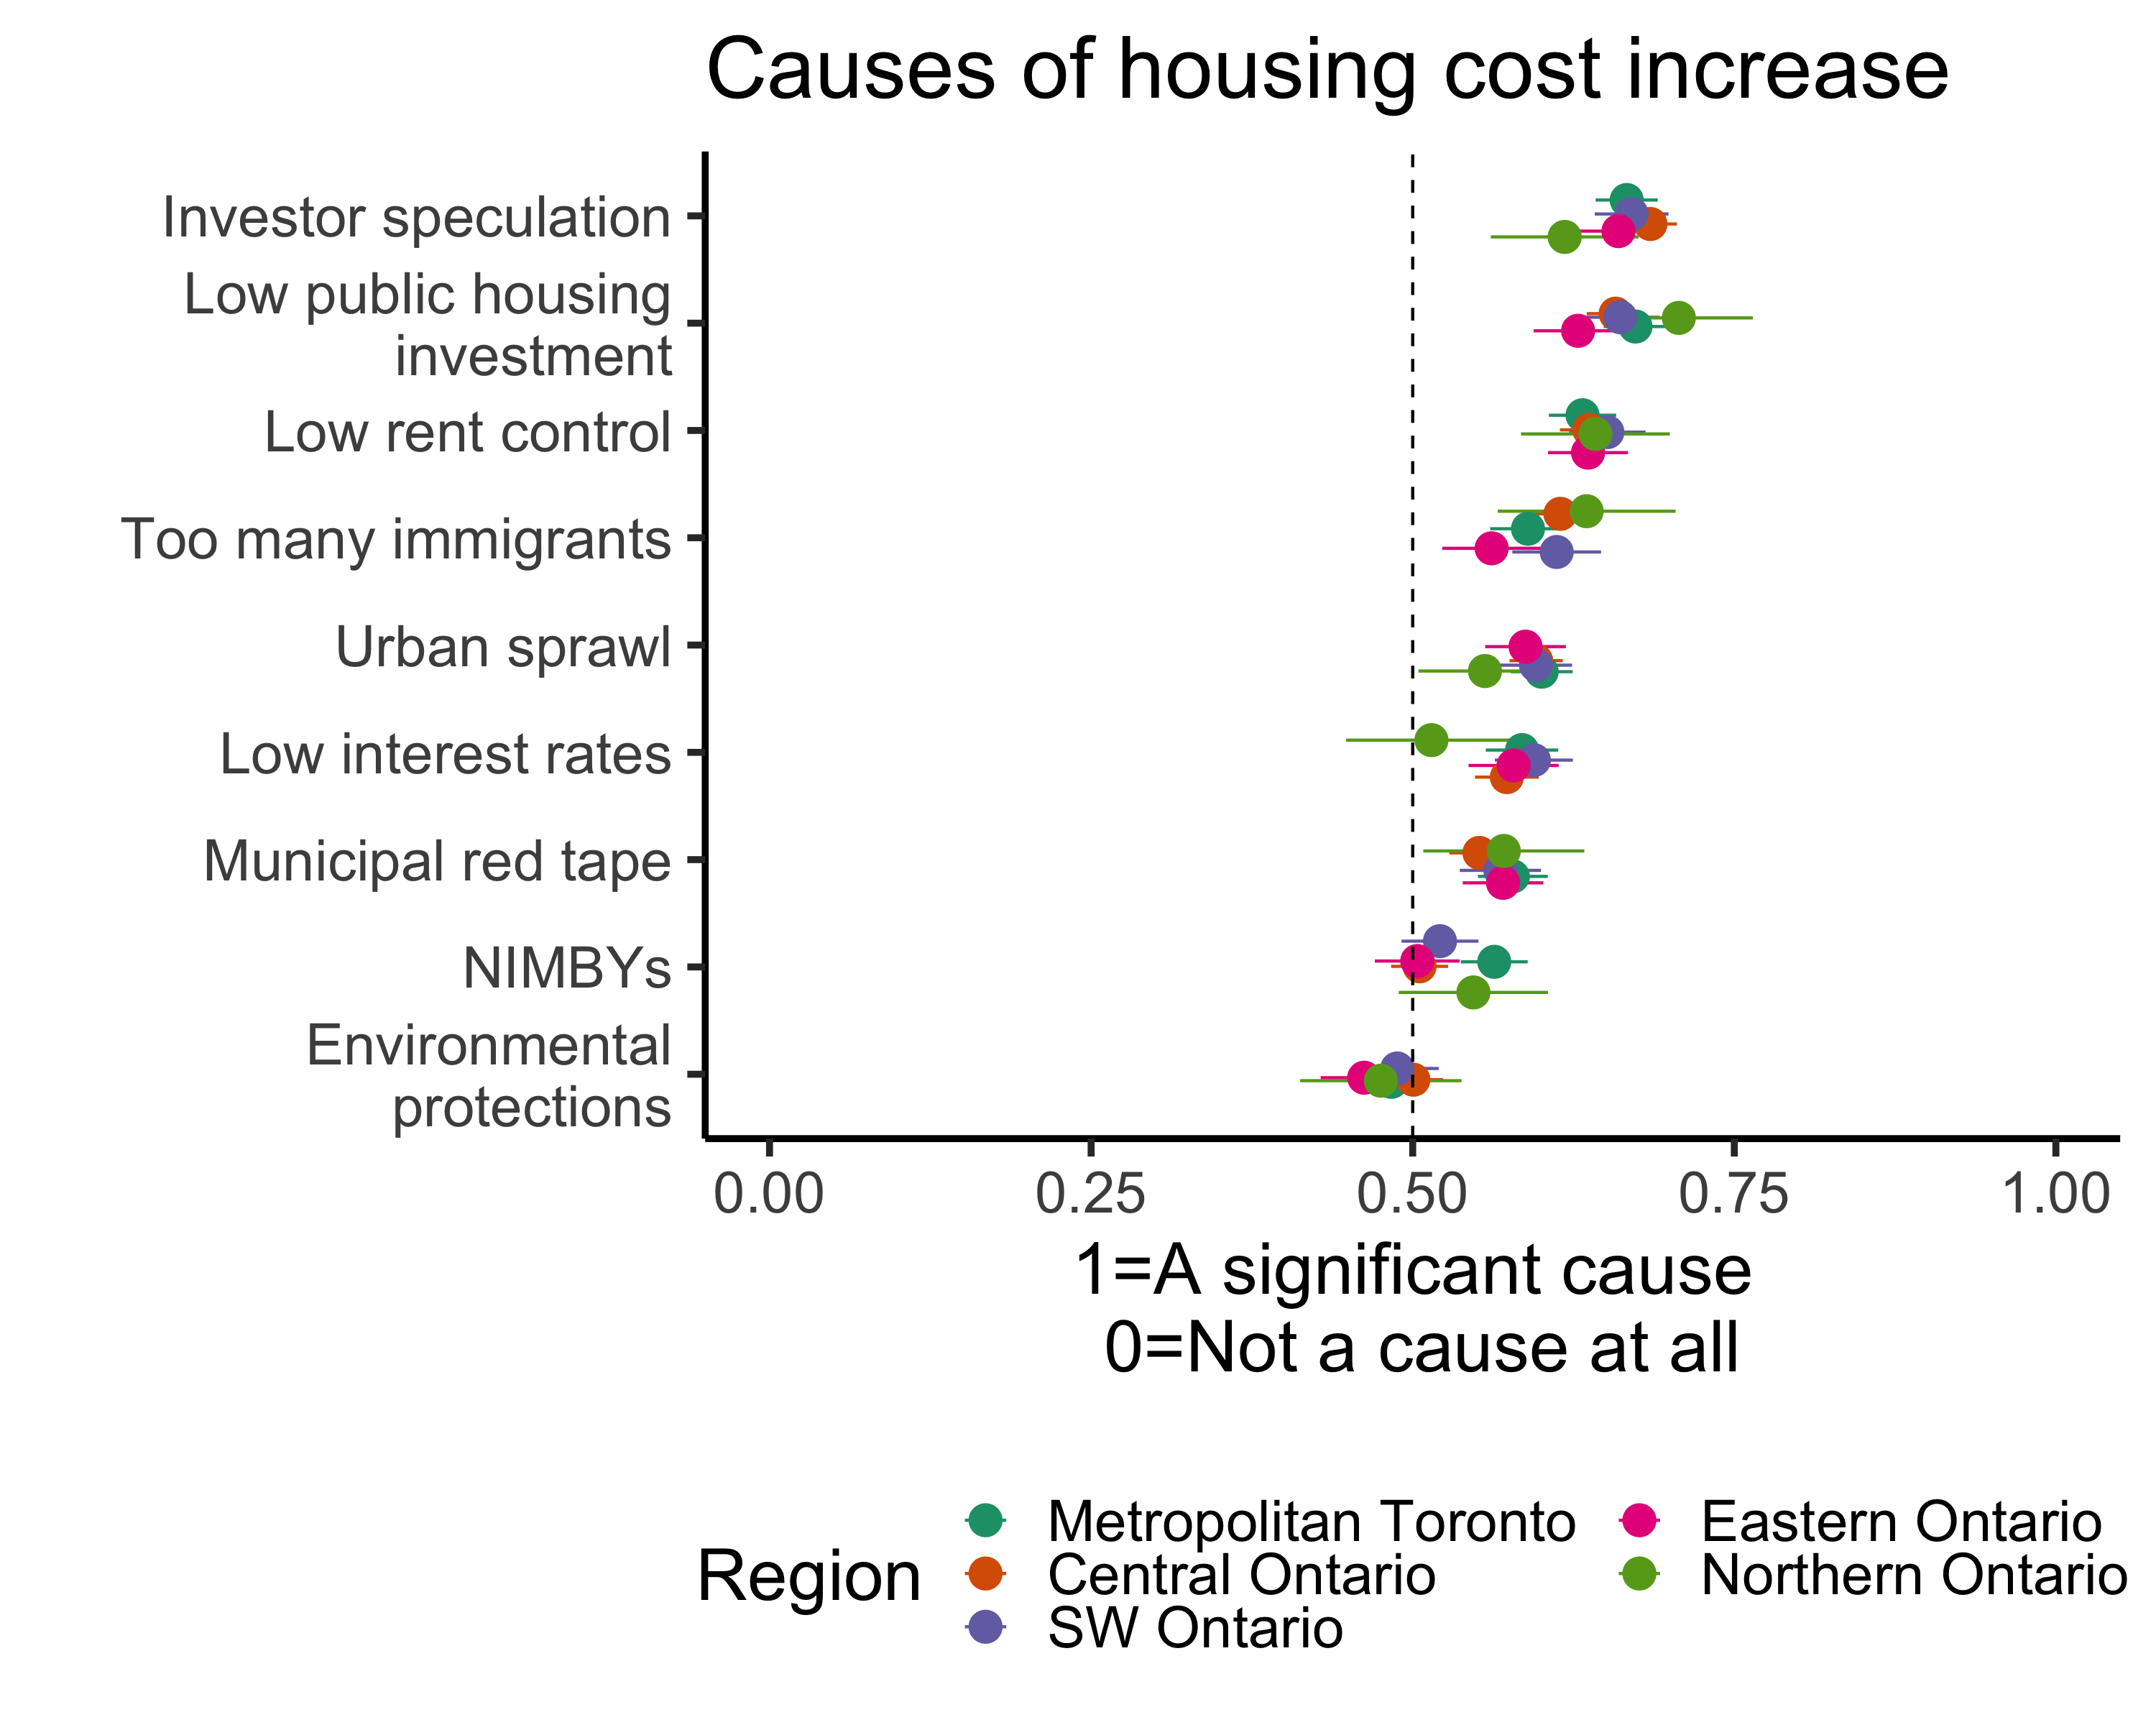 Causes of housing cost increase
Investor speculation
Low public housing
investment
Low rent control
Too many immigrants
Urban sprawl
Low interest rates
Municipal red tape
NIMBYs
Environmental
protections
0.00 0.25 0.50 0.75 1.00
1=A significant cause
0=Not a cause at all
Region
Metropolitan Toronto
Central Ontario
SW Ontario
Eastern Ontario
Northern Ontario